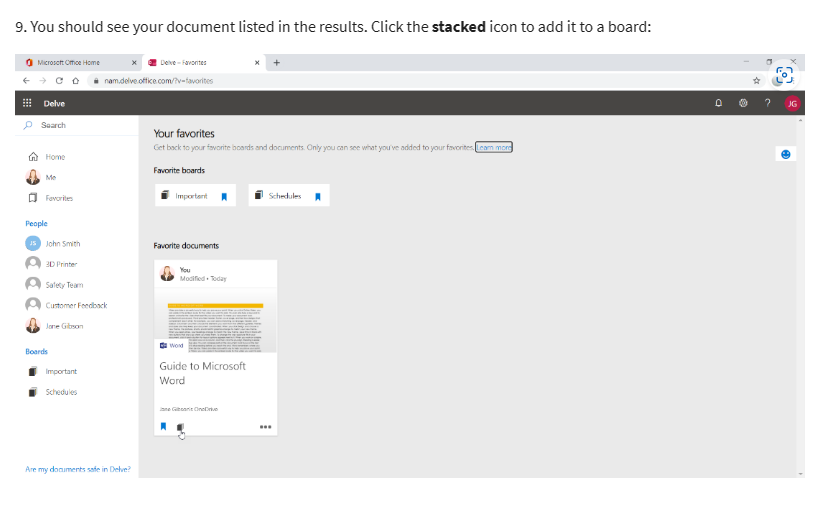 9. You should see your document listed in the results. Click the stacked icon to add it to a board:
Microsoft Office Home
Delve - Favorites
nam.delve.office.com/?v=favorites
Delve
?
JG
Search
Home
Me
Favorites
People
JS
John Smith
3D Printer
Safety Team
Customer Feedback
Jane Gibson
Boards
Important
Schedules
Are my documents safe in Delve?
Your favorites
Get back to your favorite boards and documents. Only you can see what you've added to your favorites. Learn more
Favorite boards
Important
Schedules
Favorite documents
You
Modified • Today
Word
Guide to Microsoft
Word
Jane Gibson's OneDrive